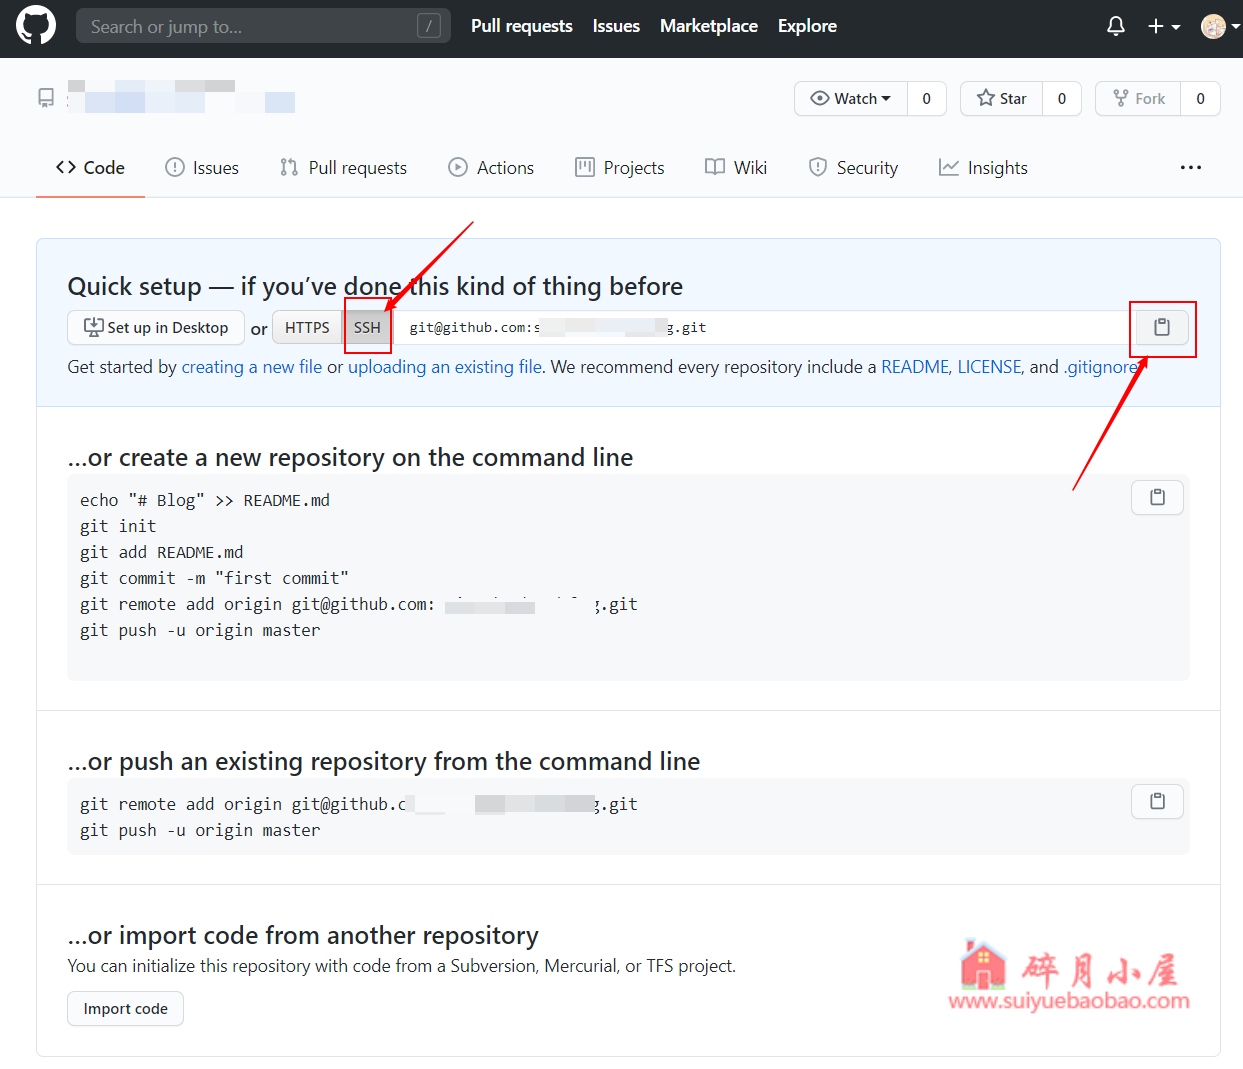 Search or jump to... /
Pull requests Issues Marketplace Explore
Watch 0 Star 0 Fork 0
Code Issues Pull requests Actions Projects Wiki Security Insights
Quick setup — if you’ve done this kind of thing before
Set up in Desktop or HTTPS SSH git@github.com:s g.git
Get started by creating a new file or uploading an existing file. We recommend every repository include a README, LICENSE, and .gitignore
...or create a new repository on the command line
echo "# Blog" >> README.md
git init
git add README.md
git commit -m "first commit"
git remote add origin git@github.com: g.git
git push -u origin master
...or push an existing repository from the command line
git remote add origin git@github.c g.git
git push -u origin master
...or import code from another repository
You can initialize this repository with code from a Subversion, Mercurial, or TFS project.
Import code
碎月小屋
www.suiyuebaobao.com